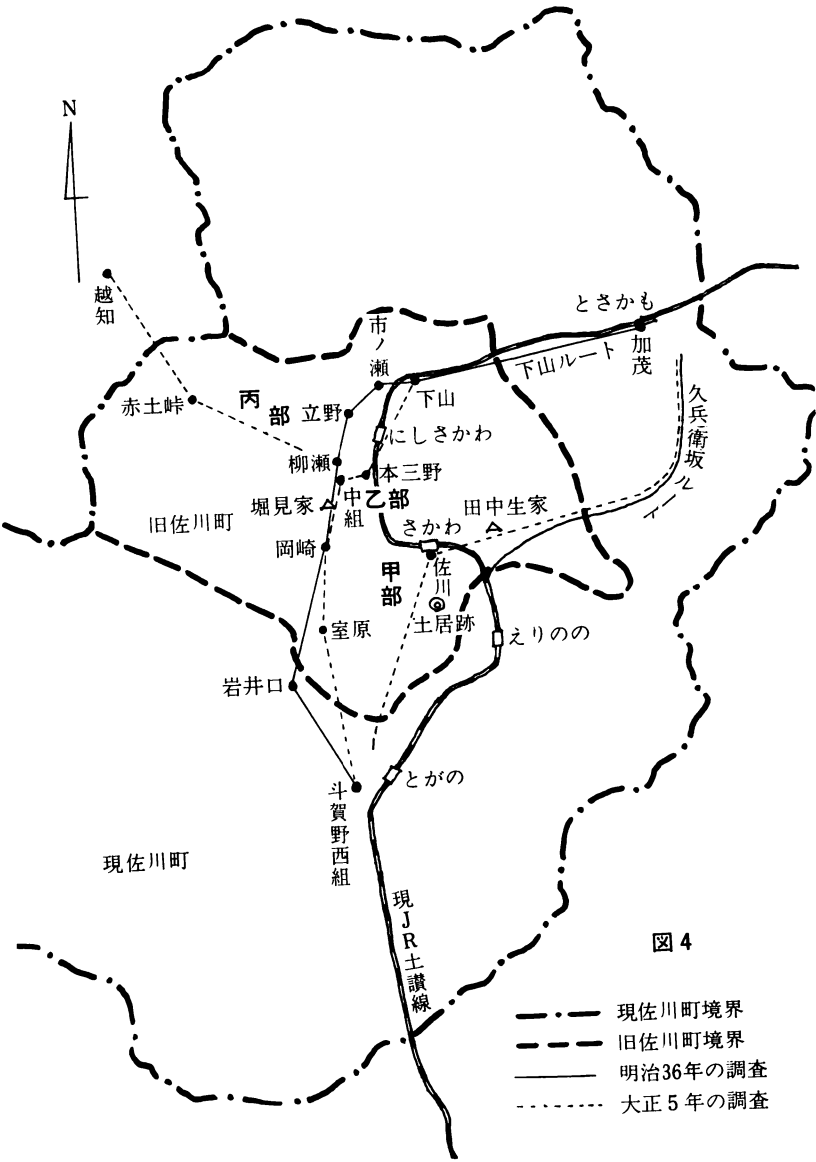 N
越知
赤土峠
丙部
市ノ瀬
立野
下山
とさかも
加茂
下山ルート
久兵衛坂ルート
にしさかわ
柳瀬
本三野
中組
乙部
堀見家
旧佐川町
岡崎
さかわ
田中生家
佐川
甲部
土居跡
室原
えりのの
岩井口
とがの
斗賀野西組
現佐川町
現JR土讃線
図4
現佐川町境界
旧佐川町境界
明治36年の調査
大正5年の調査